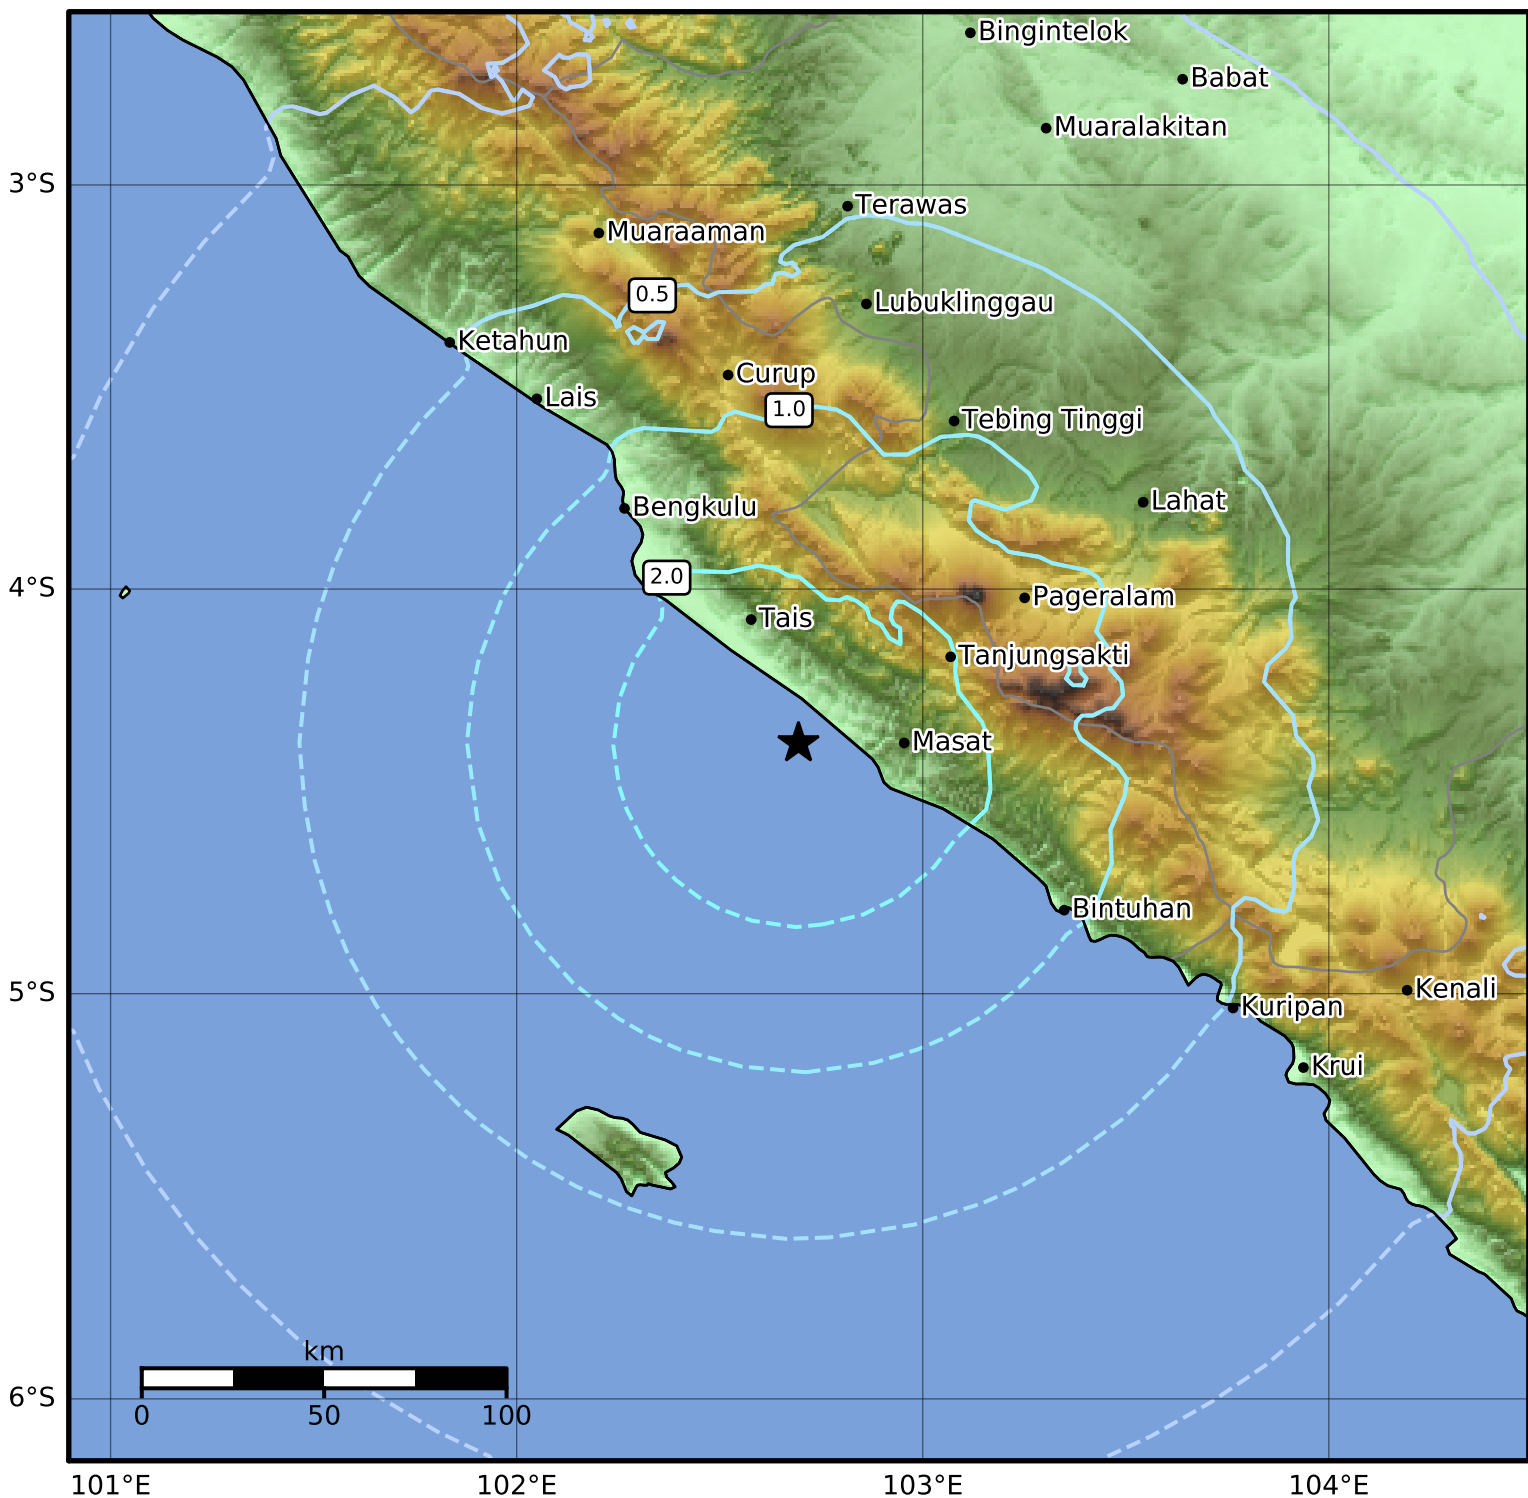 Bingintelok
Babat
Muaralakitan
3°S
Terawas
Muaraaman
0.5
Lubuklinggau
Ketahun
Curup
Lais
1.0
Tebing Tinggi
Lahat
Bengkulu
2.0
4°S
Pageralam
Tais
Tanjungsakti
Masat
Bintuhan
5°S
Kenali
Kuripan
Krui
km
6°S
0 50 100
101°E 102°E 103°E 104°E